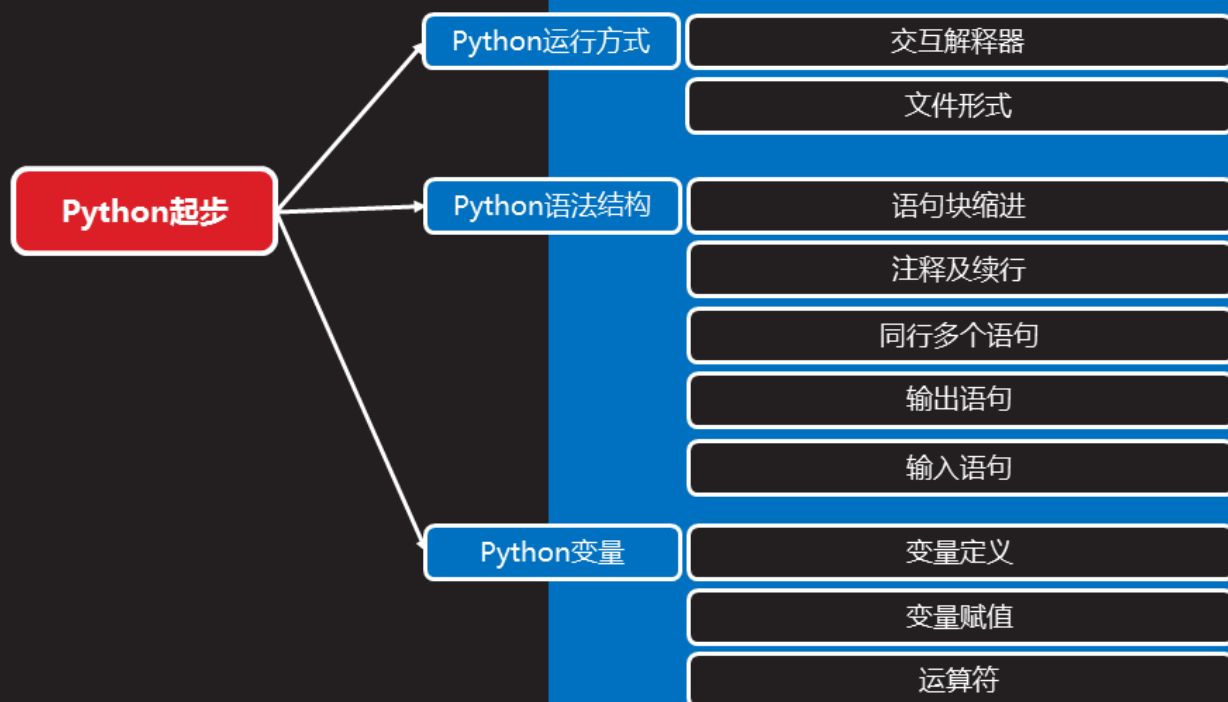 Python起步
Python运行方式
交互解释器
文件形式
Python语法结构
语句块缩进
注释及续行
同行多个语句
输出语句
输入语句
Python变量
变量定义
变量赋值
运算符